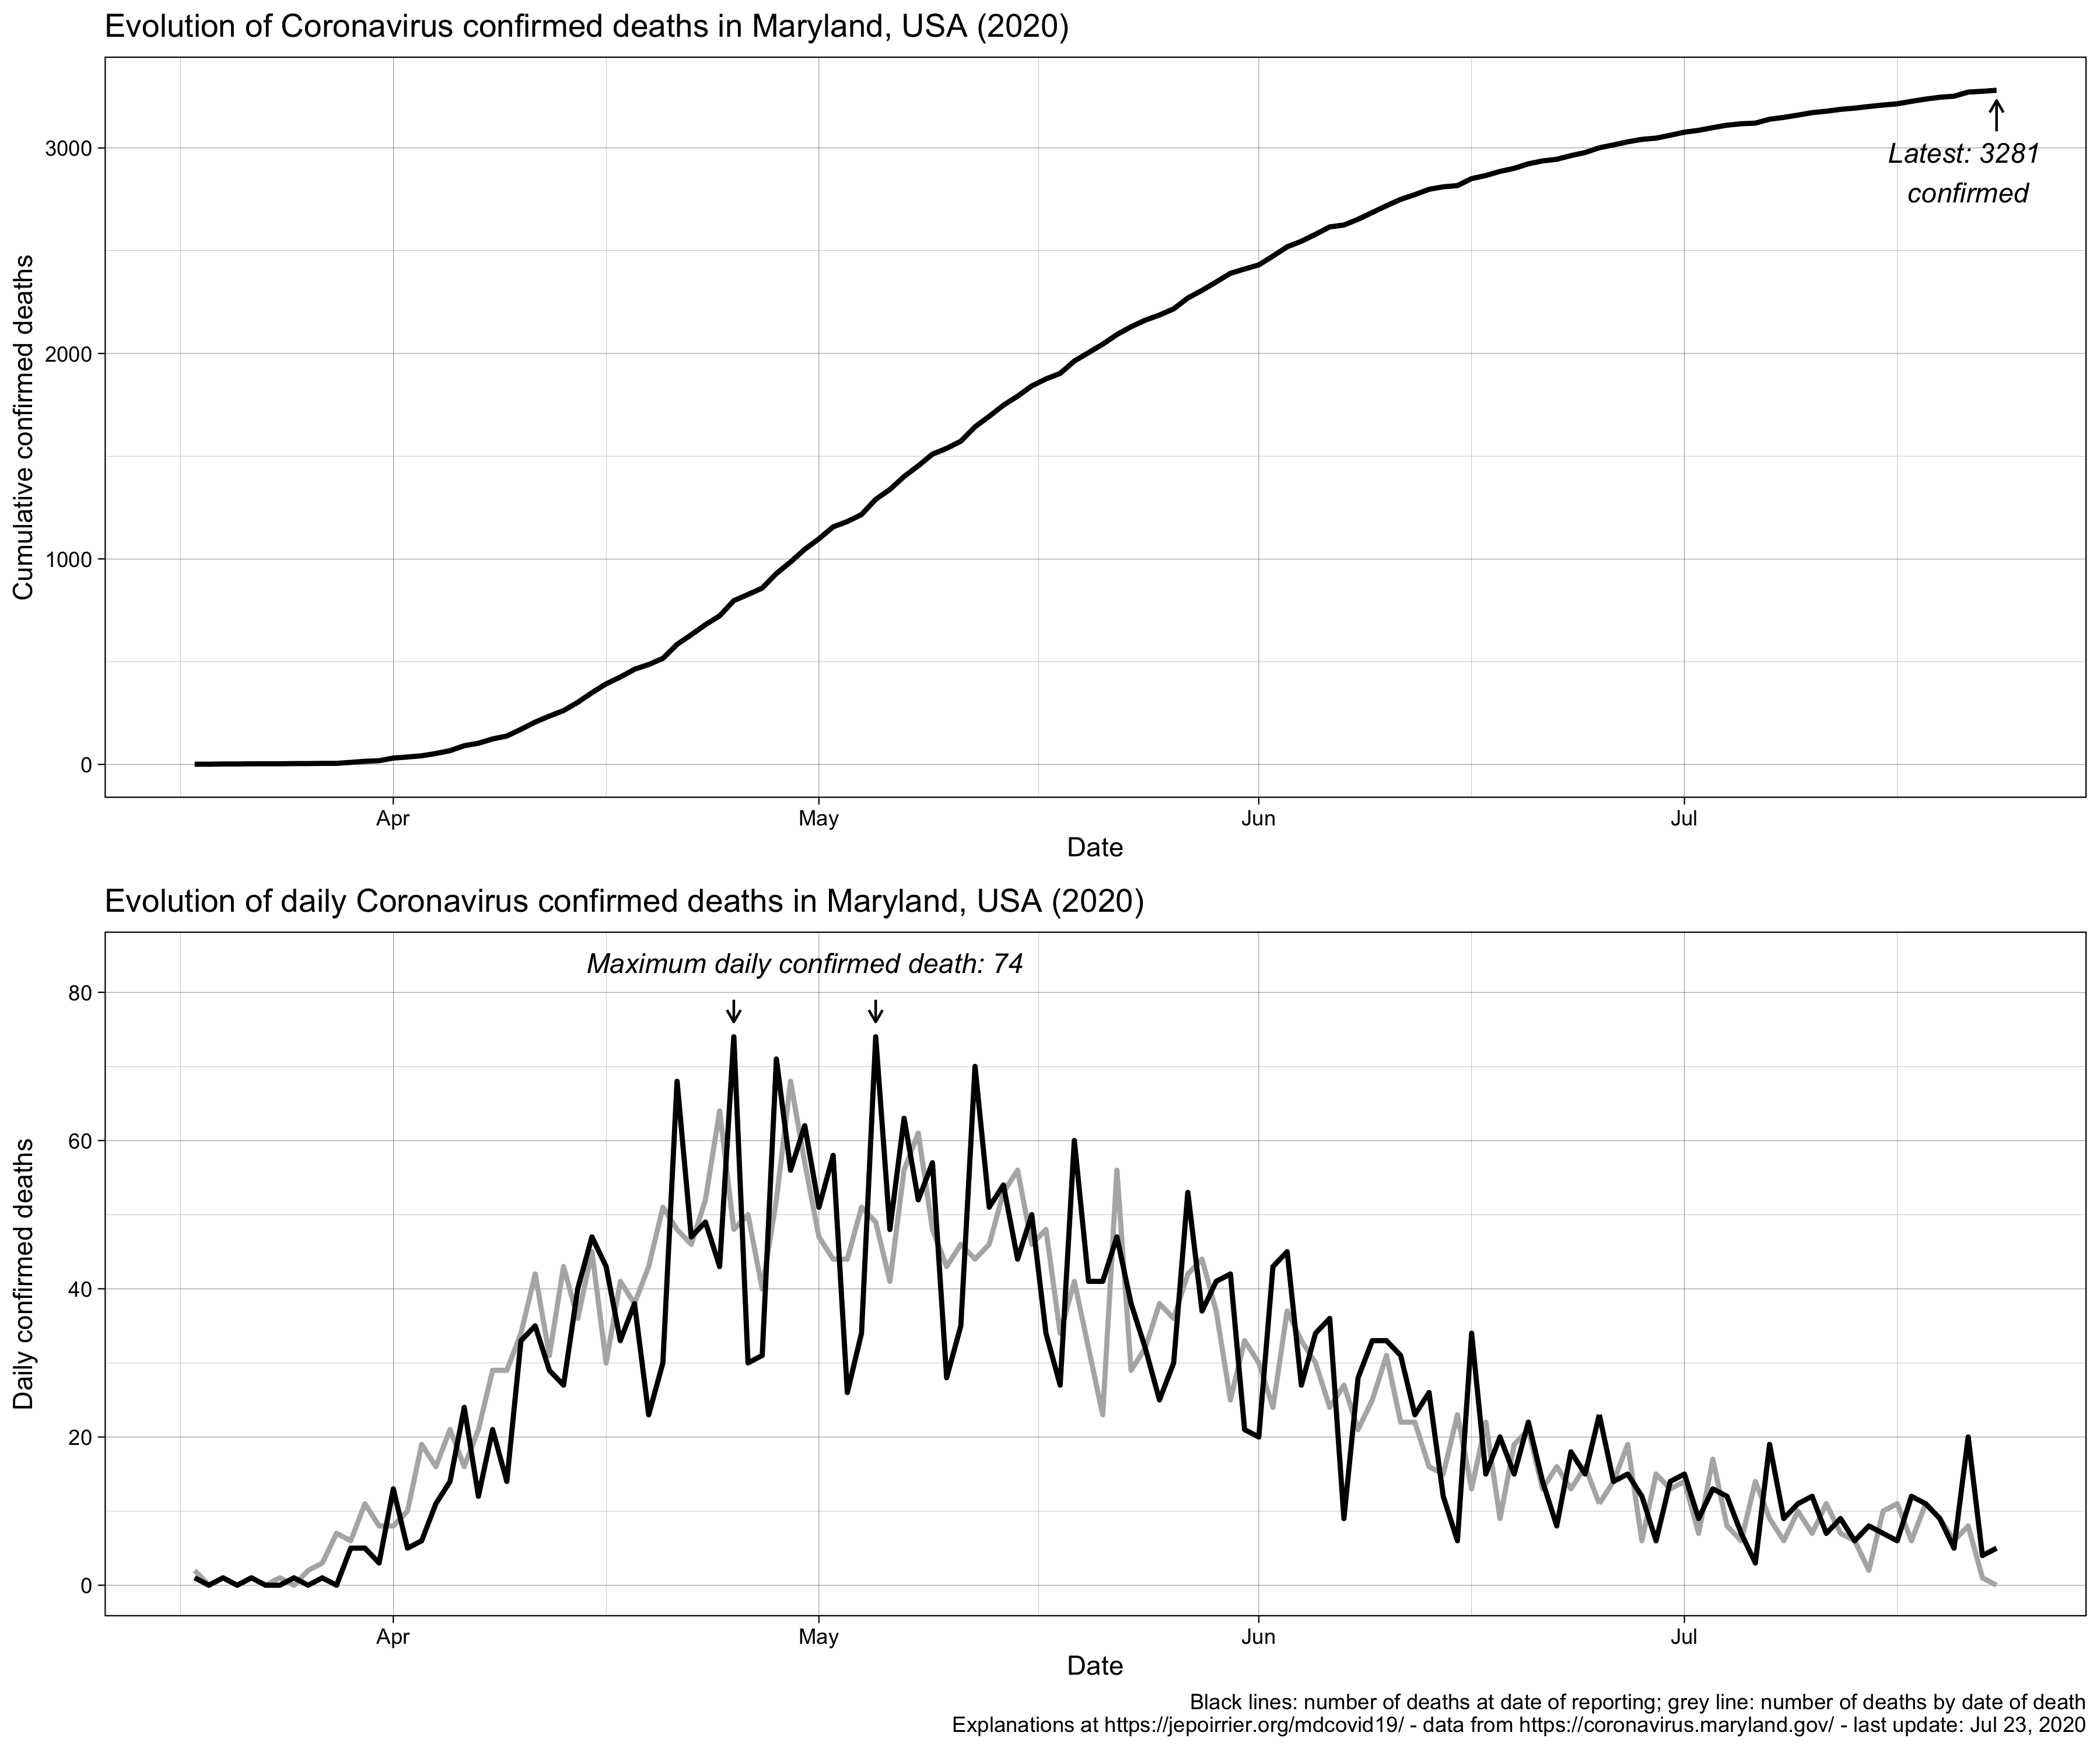 Evolution of Coronavirus confirmed deaths in Maryland, USA (2020)
Cumulative confirmed deaths
3000
2000
1000
0
Latest: 3281
confirmed
Apr
May
Jun
Jul
Date
Evolution of daily Coronavirus confirmed deaths in Maryland, USA (2020)
Daily confirmed deaths
Maximum daily confirmed death: 74
80
60
40
20
0
Apr
May
Jun
Jul
Date
Black lines: number of deaths at date of reporting; grey line: number of deaths by date of death
Explanations at https://jepoirrier.org/mdcovid19/ - data from https://coronavirus.maryland.gov/ - last update: Jul 23, 2020